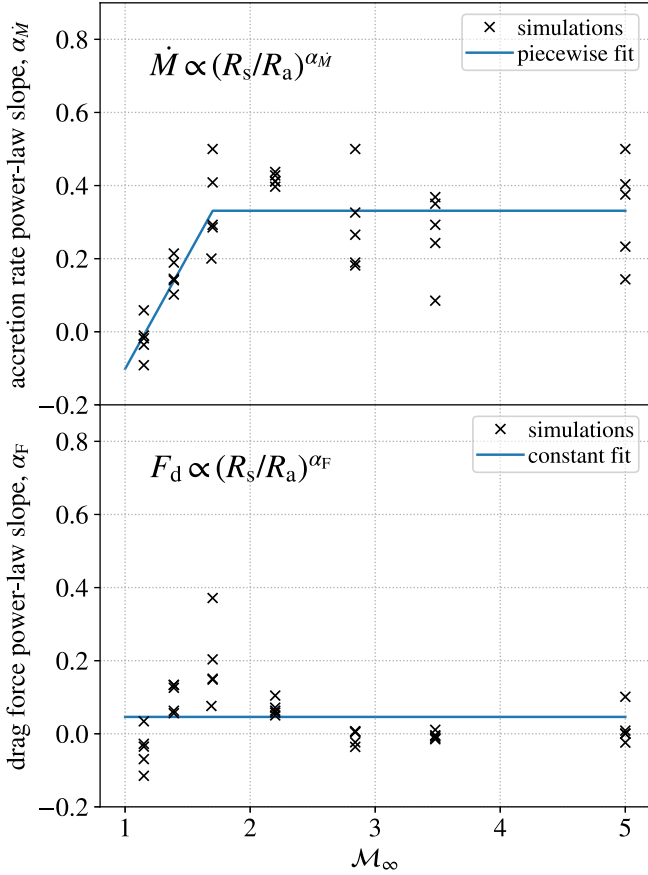 accretion rate power-law slope, α_Ṁ
0.8
0.6
0.4
0.2
0.0
−0.2
Ṁ ∝ (R_s/R_a)^{α_Ṁ}
simulations
piecewise fit
drag force power-law slope, α_F
0.8
0.6
0.4
0.2
0.0
−0.2
F_d ∝ (R_s/R_a)^{α_F}
simulations
constant fit
1 2 3 4 5
ℳ_∞